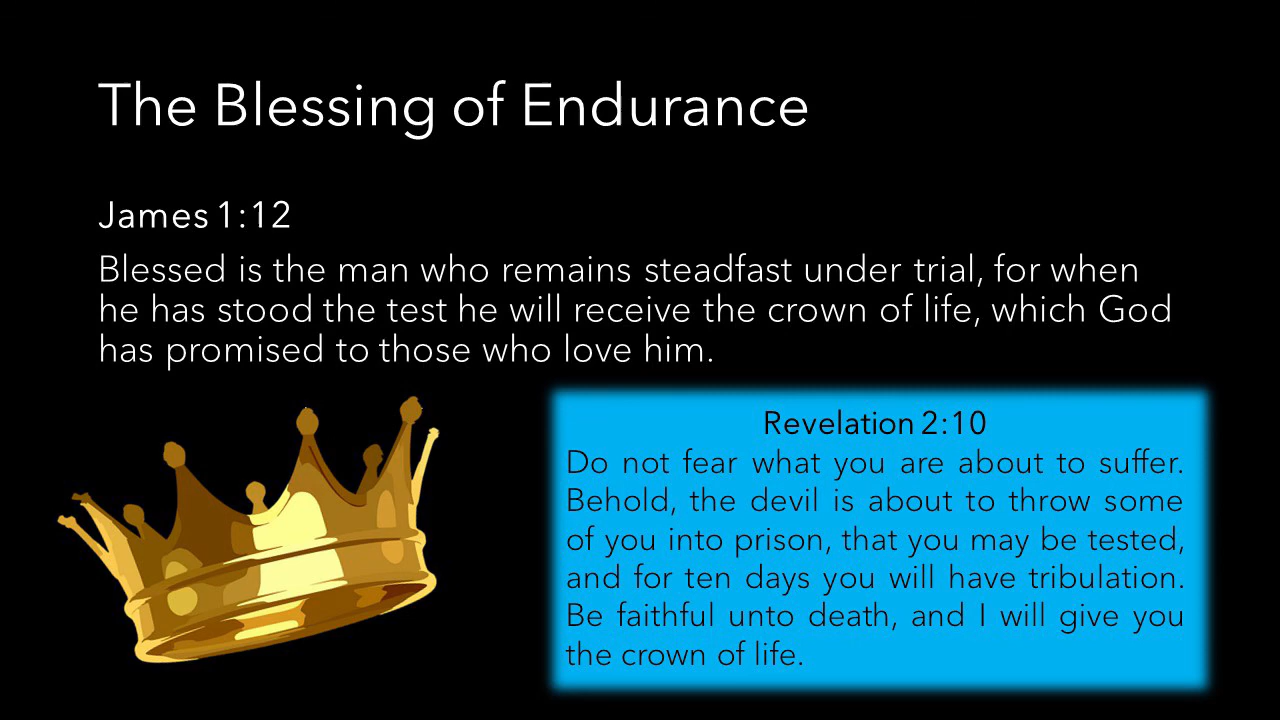 The Blessing of Endurance
James 1:12
Blessed is the man who remains steadfast under trial, for when
he has stood the test he will receive the crown of life, which God
has promised to those who love him.
Revelation 2:10
Do not fear what you are about to suffer.
Behold, the devil is about to throw some
of you into prison, that you may be tested,
and for ten days you will have tribulation.
Be faithful unto death, and I will give you
the crown of life.